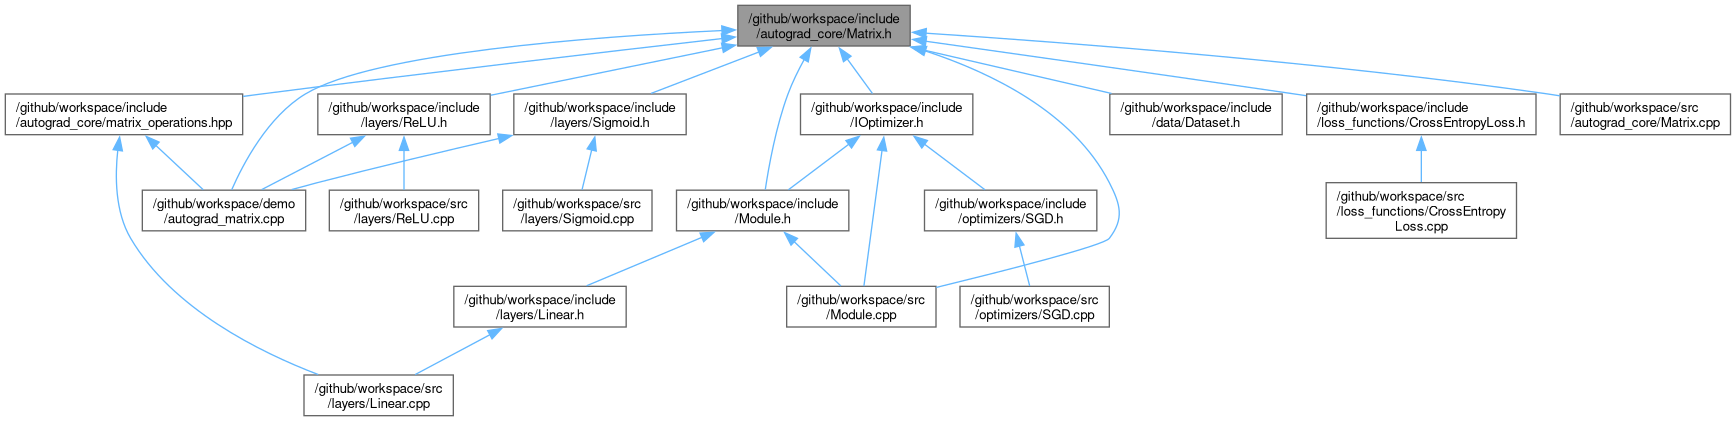 /github/workspace/include
/autograd_core/Matrix.h
/github/workspace/include
/autograd_core/matrix_operations.hpp
/github/workspace/include
/layers/ReLU.h
/github/workspace/include
/layers/Sigmoid.h
/github/workspace/include
/IOptimizer.h
/github/workspace/include
/data/Dataset.h
/github/workspace/include
/loss_functions/CrossEntropyLoss.h
/github/workspace/src
/autograd_core/Matrix.cpp
/github/workspace/demo
/autograd_matrix.cpp
/github/workspace/src
/layers/ReLU.cpp
/github/workspace/src
/layers/Sigmoid.cpp
/github/workspace/include
/Module.h
/github/workspace/include
/optimizers/SGD.h
/github/workspace/src
/loss_functions/CrossEntropy
Loss.cpp
/github/workspace/include
/layers/Linear.h
/github/workspace/src
/Module.cpp
/github/workspace/src
/optimizers/SGD.cpp
/github/workspace/src
/layers/Linear.cpp